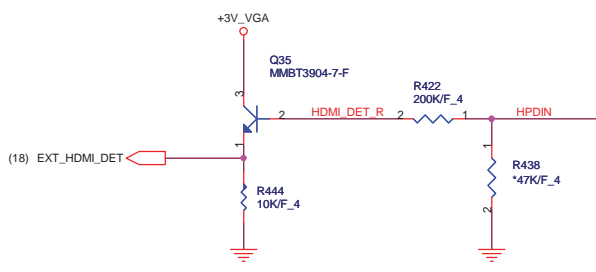 +3V_VGA
Q35
MMBT3904-7-F
3
2
1
HDMI_DET_R
R422
200K/F_4
2
1
HPDIN
(18) EXT_HDMI_DET
R444
10K/F_4
1
R438
*47K/F_4
2